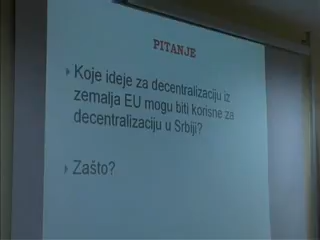 PITANJE
Koje ideje za decentralizaciju iz
zemalja EU mogu biti korisne za
decentralizaciju u Srbiji?
Zašto?